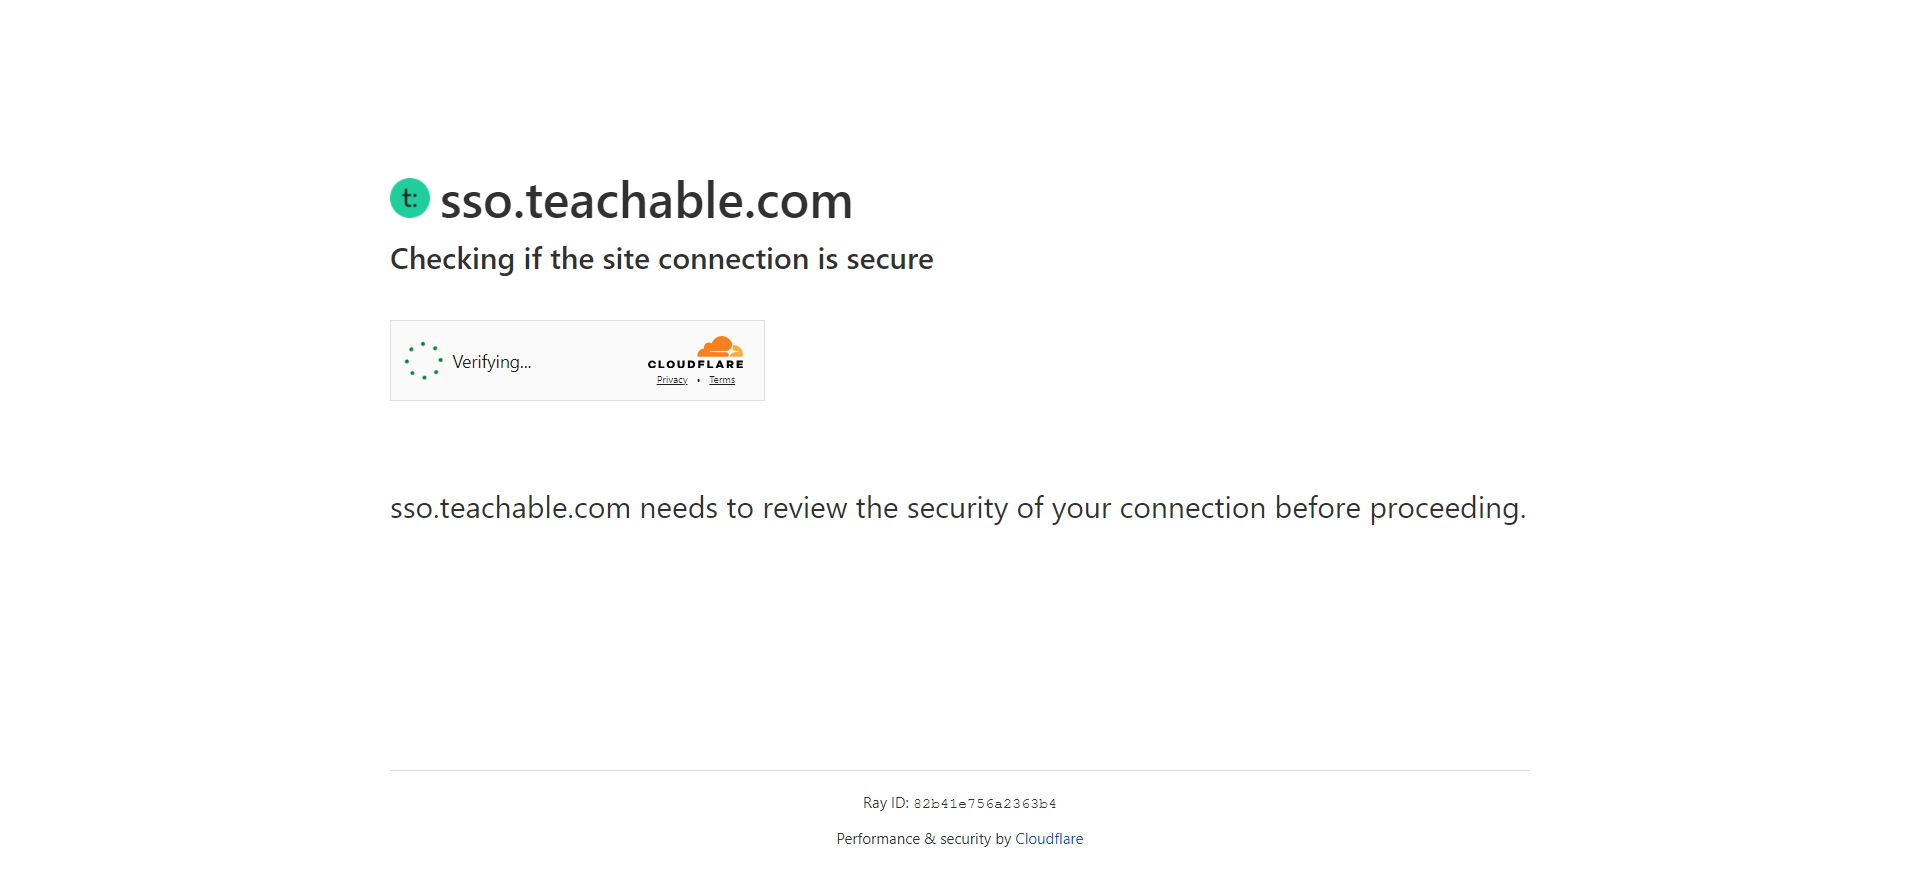 t: sso.teachable.com
Checking if the site connection is secure
Verifying...
CLOUDFLARE
Privacy • Terms
sso.teachable.com needs to review the security of your connection before proceeding.
Ray ID: 82b41e756a2363b4
Performance & security by Cloudflare